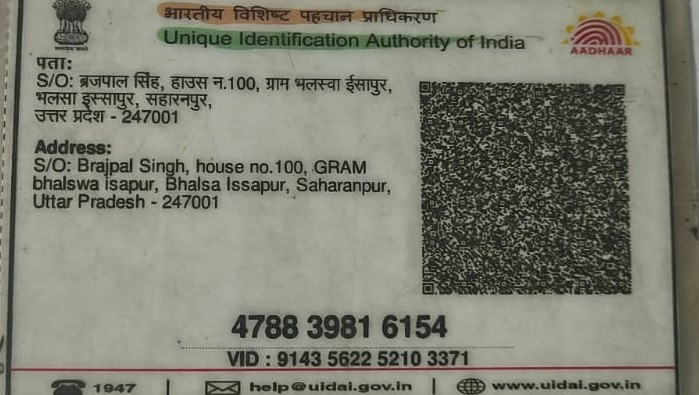 भारतीय विशिष्ट पहचान प्राधिकरण
Unique Identification Authority of India
AADHAAR
पता:
S/O: ब्रजपाल सिंह, हाउस न.100, ग्राम भलस्वा ईसापुर,
भलसा इस्सापुर, सहारनपुर,
उत्तर प्रदेश - 247001
Address:
S/O: Brajpal Singh, house no.100, GRAM
bhalswa isapur, Bhalsa Issapur, Saharanpur,
Uttar Pradesh - 247001
4788 3981 6154
VID : 9143 5622 5210 3371
1947 | help@uidai.gov.in | www.uidai.gov.in